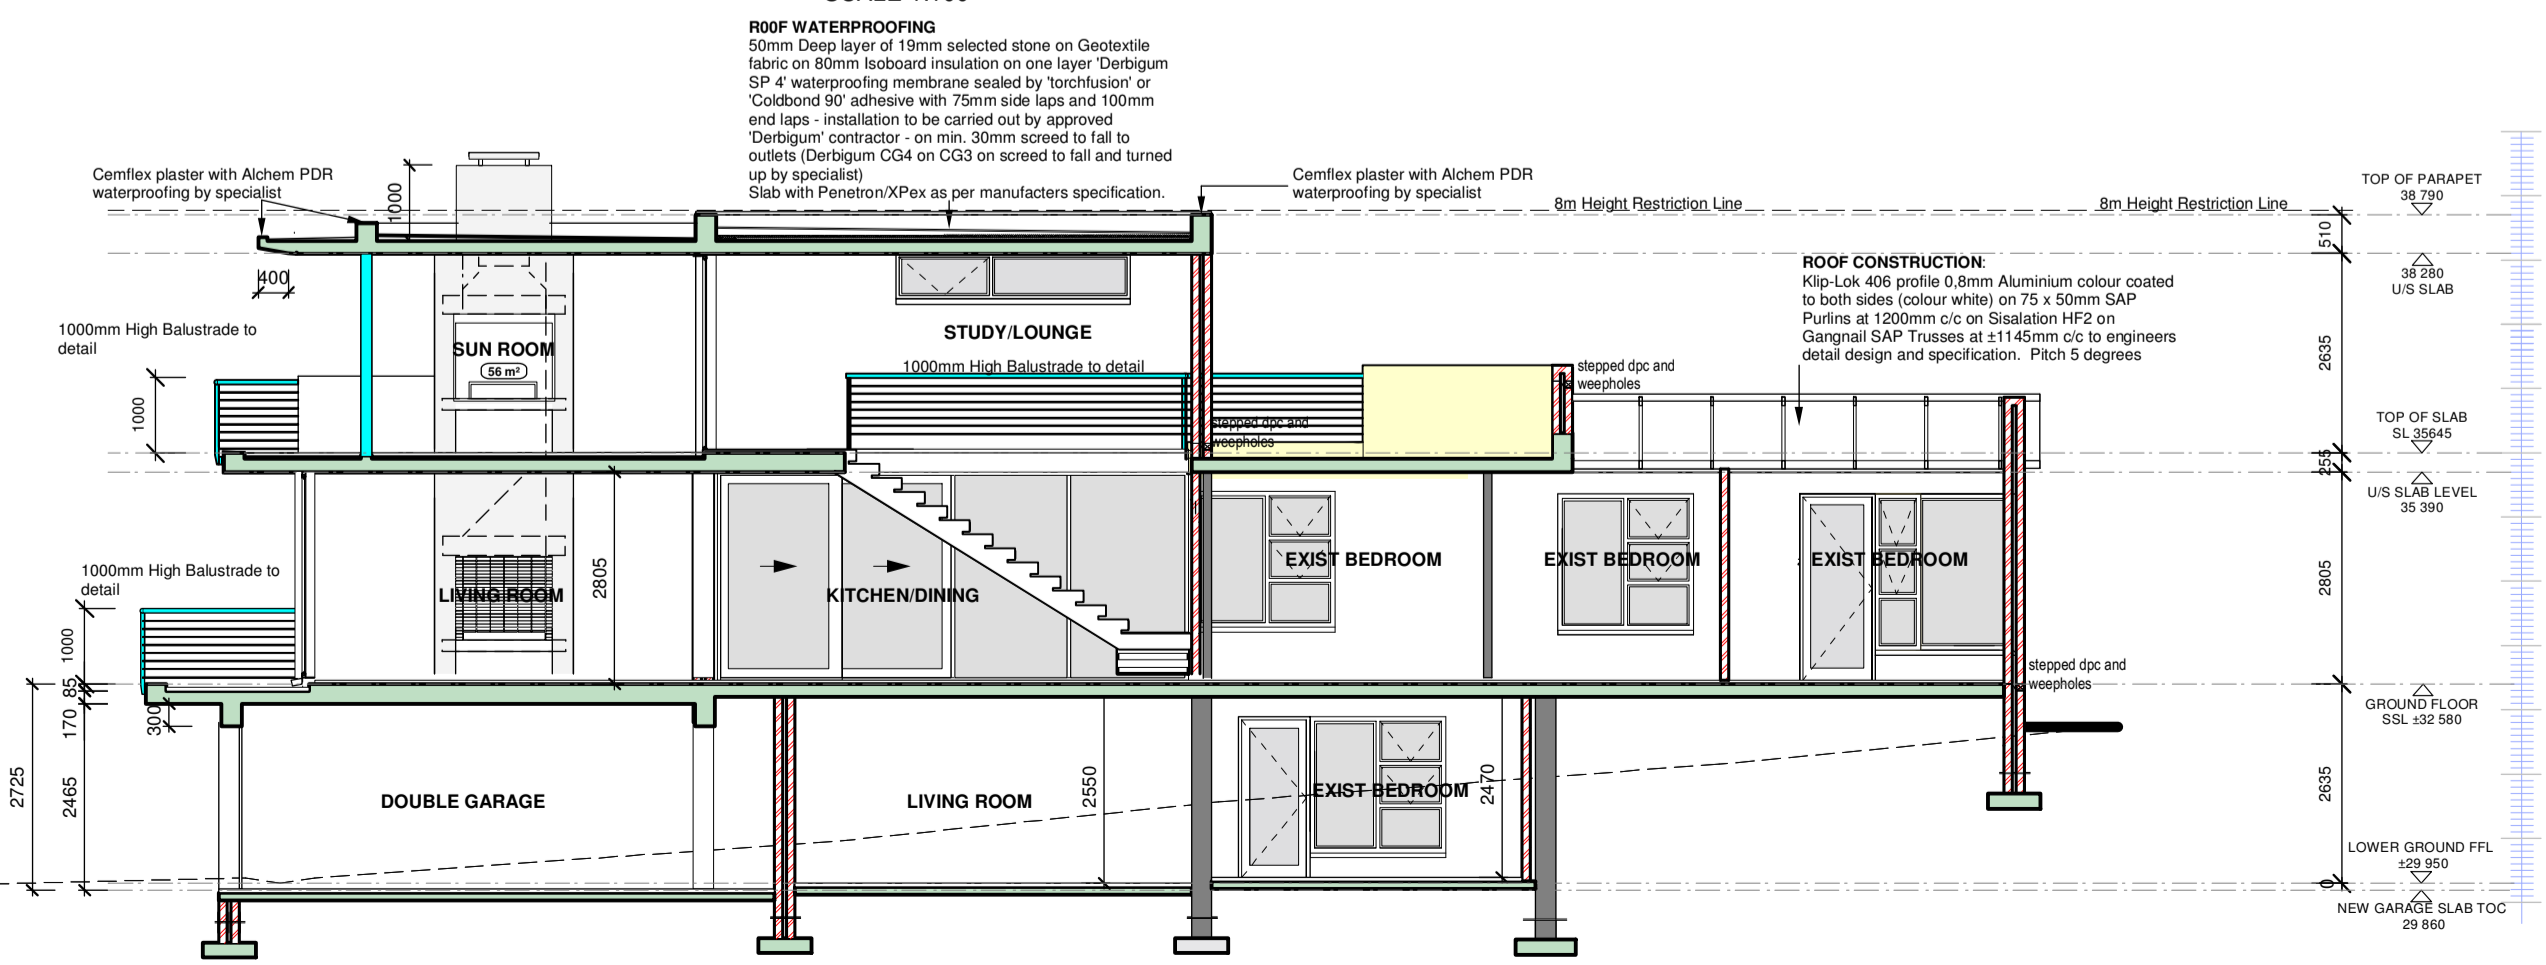 R00F WATERPROOFING
50mm Deep layer of 19mm selected stone on Geotextile
fabric on 80mm Isoboard insulation on one layer 'Derbigum
SP 4' waterproofing membrane sealed by 'torchfusion' or
'Coldbond 90' adhesive with 75mm side laps and 100mm
end laps - installation to be carried out by approved
'Derbigum' contractor - on min. 30mm screed to fall to
outlets (Derbigum CG4 on CG3 on screed to fall and turned
up by specialist)
Slab with Penetron/XPex as per manufacters specification.
Cemflex plaster with Alchem PDR
waterproofing by specialist
1000
Cemflex plaster with Alchem PDR
waterproofing by specialist
8m Height Restriction Line
8m Height Restriction Line
TOP OF PARAPET
38 790
510
38 280
U/S SLAB
400
ROOF CONSTRUCTION:
Klip-Lok 406 profile 0,8mm Aluminium colour coated
to both sides (colour white) on 75 x 50mm SAP
Purlins at 1200mm c/c on Sisalation HF2 on
Gangnail SAP Trusses at ±1145mm c/c to engineers
detail design and specification. Pitch 5 degrees
1000mm High Balustrade to
detail
SUN ROOM
56 m²
STUDY/LOUNGE
1000mm High Balustrade to detail
stepped dpc and
weepholes
2635
1000
stepped dpc and
weepholes
TOP OF SLAB
SL 35645
255
U/S SLAB LEVEL
35 390
1000mm High Balustrade to
detail
LIVING ROOM
2805
KITCHEN/DINING
EXIST BEDROOM
EXIST BEDROOM
EXIST BEDROOM
2805
1000
85
170
300
stepped dpc and
weepholes
GROUND FLOOR
SSL ±32 580
2725
2465
DOUBLE GARAGE
LIVING ROOM
2550
EXIST BEDROOM
2470
2635
LOWER GROUND FFL
±29 950
0
NEW GARAGE SLAB TOC
29 860